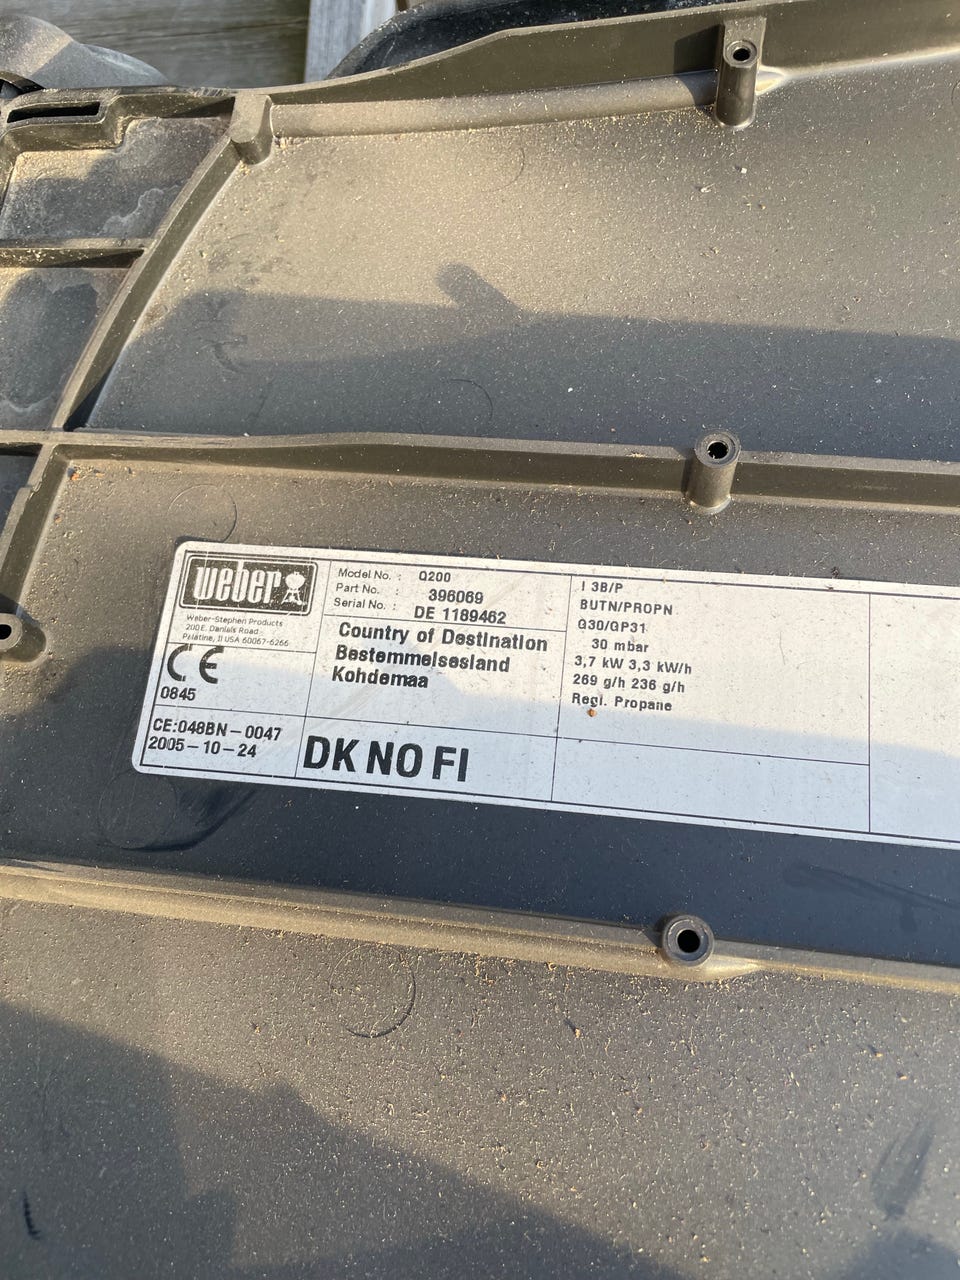 weber
Weber-Stephen Products
200 E. Daniels Road
Palatine, Il USA 60067-6266
CE
0845
CE:048BN-0047
2005-10-24
Model No. : Q200
Part No. : 396069
Serial No. : DE 1189462
Country of Destination
Bestemmelsesland
Kohdemaa
DK NO FI
I 3B/P
BUTN/PROPN
G30/GP31
30 mbar
3,7 kW 3,3 kW/h
269 g/h 236 g/h
Regl. Propane